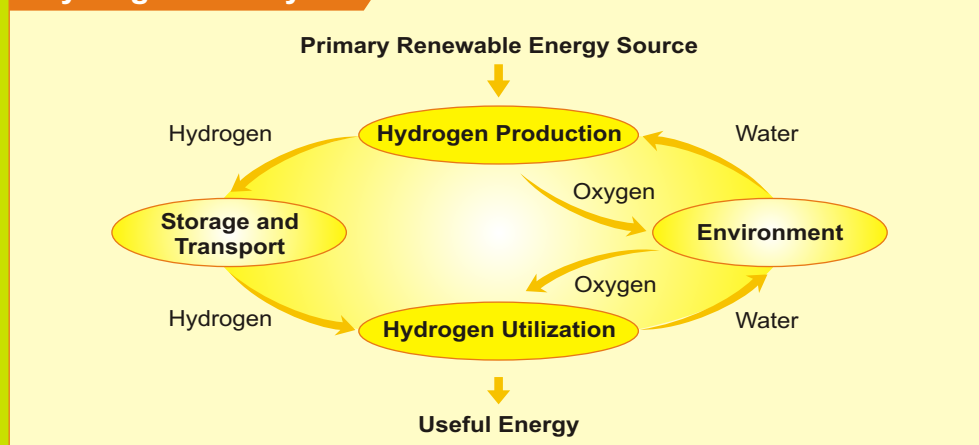 Primary Renewable Energy Source
Hydrogen
Hydrogen Production
Water
Oxygen
Storage and
Transport
Environment
Oxygen
Hydrogen
Hydrogen Utilization
Water
Useful Energy